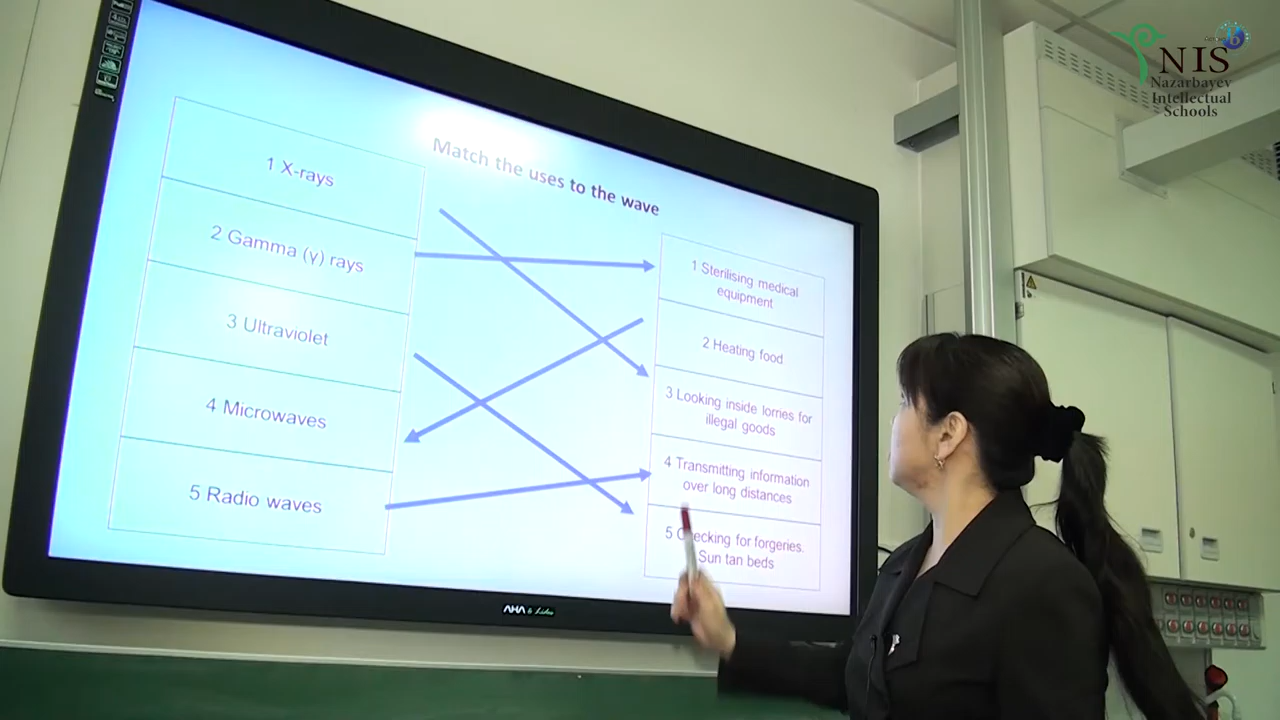 NIS
Nazarbayev
Intellectual
Schools
Match the uses to the wave
1 X-rays
2 Gamma (γ) rays
3 Ultraviolet
4 Microwaves
5 Radio waves
1 Sterilising medical
equipment
2 Heating food
3 Looking inside lorries for
illegal goods
4 Transmitting information
over long distances
5 Checking for forgeries.
Sun tan beds
AHA